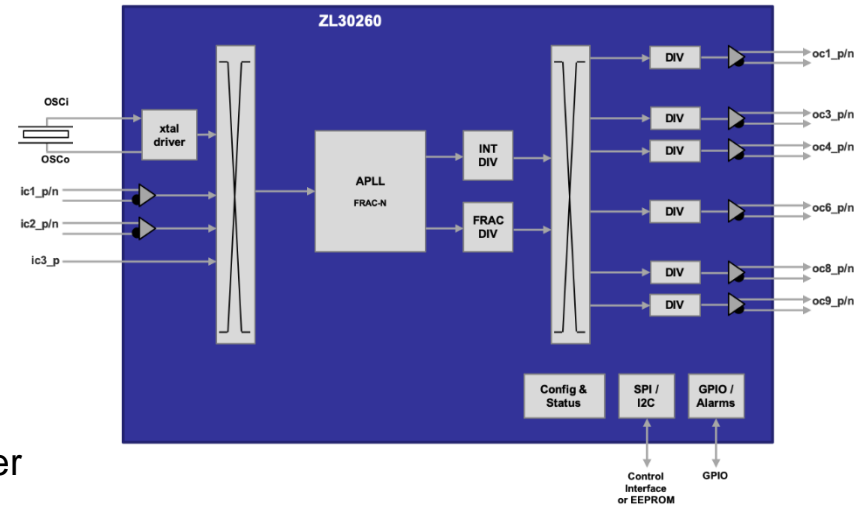 ZL30260
OSCi
OSCo
xtal
driver
ic1_p/n
ic2_p/n
ic3_p
APLL
FRAC-N
INT
DIV
FRAC
DIV
DIV
oc1_p/n
DIV
oc3_p/n
DIV
oc4_p/n
DIV
oc6_p/n
DIV
oc8_p/n
DIV
oc9_p/n
Config &
Status
SPI /
I2C
GPIO /
Alarms
Control
Interface
or EEPROM
GPIO
er